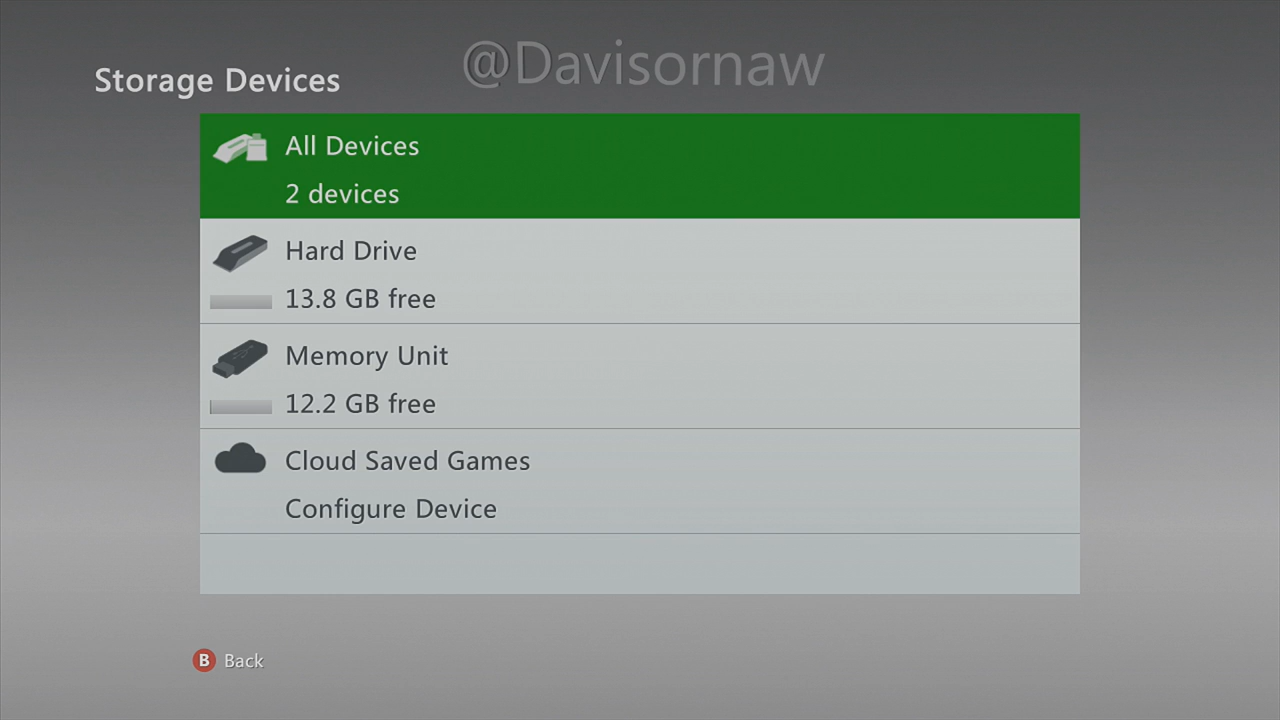 @Davisornaw
Storage Devices
All Devices
2 devices
Hard Drive
13.8 GB free
Memory Unit
12.2 GB free
Cloud Saved Games
Configure Device
B Back